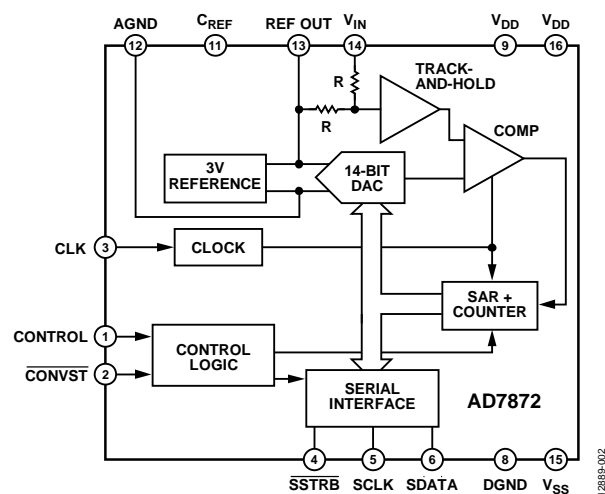 AGND CREF REF OUT VIN VDD VDD
12 11 13 14 9 16
R
TRACK-
AND-HOLD
R
COMP
3V
REFERENCE
14-BIT
DAC
CLK 3 CLOCK
SAR +
COUNTER
CONTROL 1
CONTROL
LOGIC
CONVST 2
SERIAL
INTERFACE
AD7872
4 5 6 8 15
SSTRB SCLK SDATA DGND VSS
12889-002